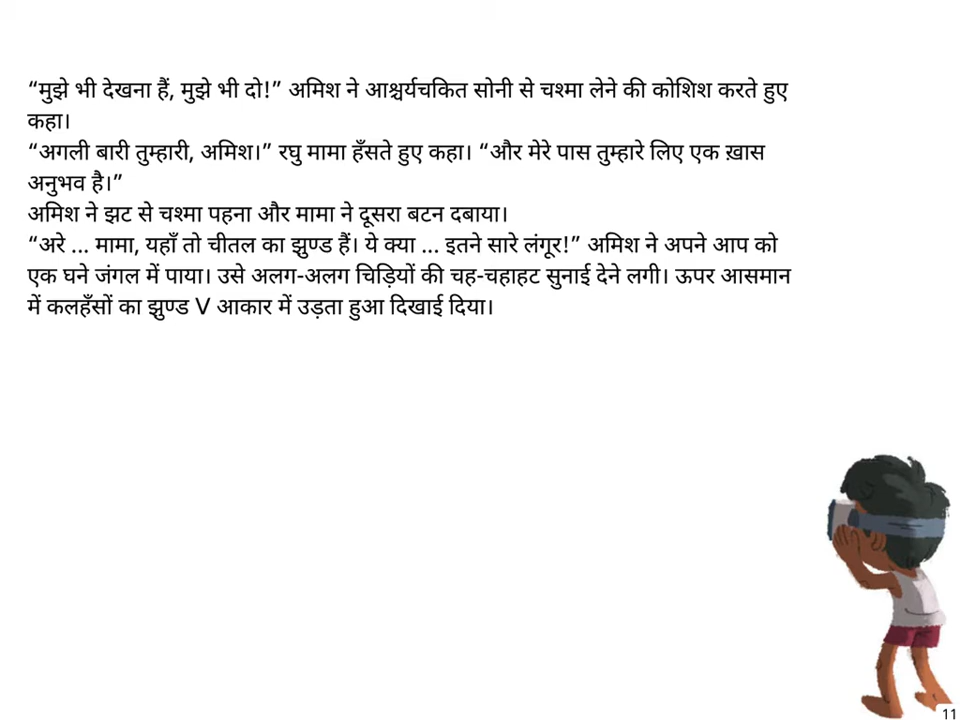 “मुझे भी देखना हैं, मुझे भी दो!” अमिश ने आश्चर्यचकित सोनी से चश्मा लेने की कोशिश करते हुए
कहा।
“अगली बारी तुम्हारी, अमिश।” रघु मामा हँसते हुए कहा। “और मेरे पास तुम्हारे लिए एक ख़ास
अनुभव है।”
अमिश ने झट से चश्मा पहना और मामा ने दूसरा बटन दबाया।
“अरे ... मामा, यहाँ तो चीतल का झुण्ड हैं। ये क्या ... इतने सारे लंगूर!” अमिश ने अपने आप को
एक घने जंगल में पाया। उसे अलग-अलग चिड़ियों की चह-चहाहट सुनाई देने लगी। ऊपर आसमान
में कलहँसों का झुण्ड V आकार में उड़ता हुआ दिखाई दिया।
11